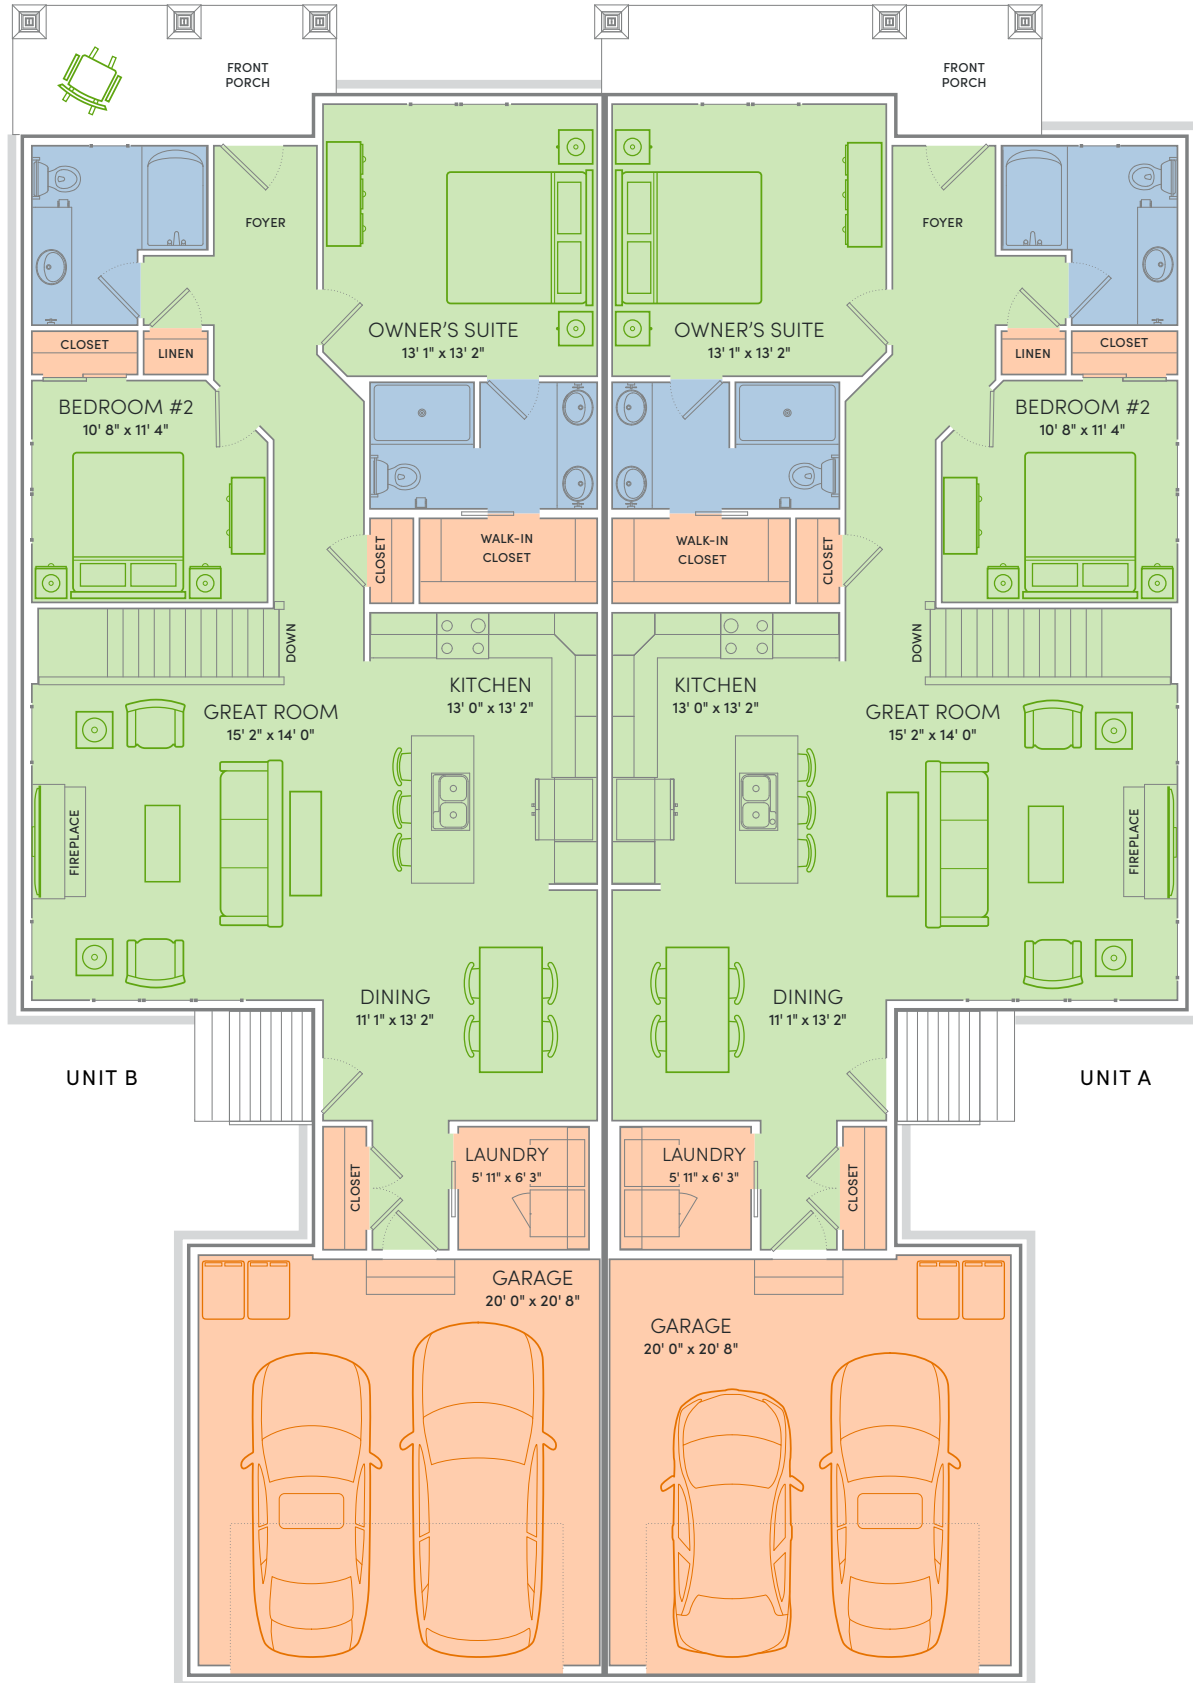 FRONT
PORCH
FRONT
PORCH
FOYER
FOYER
OWNER'S SUITE
13' 1" x 13' 2"
OWNER'S SUITE
13' 1" x 13' 2"
CLOSET
LINEN
LINEN
CLOSET
BEDROOM #2
10' 8" x 11' 4"
BEDROOM #2
10' 8" x 11' 4"
CLOSET
WALK-IN
CLOSET
WALK-IN
CLOSET
CLOSET
DOWN
DOWN
KITCHEN
13' 0" x 13' 2"
KITCHEN
13' 0" x 13' 2"
GREAT ROOM
15' 2" x 14' 0"
GREAT ROOM
15' 2" x 14' 0"
FIREPLACE
FIREPLACE
DINING
11' 1" x 13' 2"
DINING
11' 1" x 13' 2"
UNIT B
UNIT A
CLOSET
LAUNDRY
5' 11" x 6' 3"
LAUNDRY
5' 11" x 6' 3"
CLOSET
GARAGE
20' 0" x 20' 8"
GARAGE
20' 0" x 20' 8"